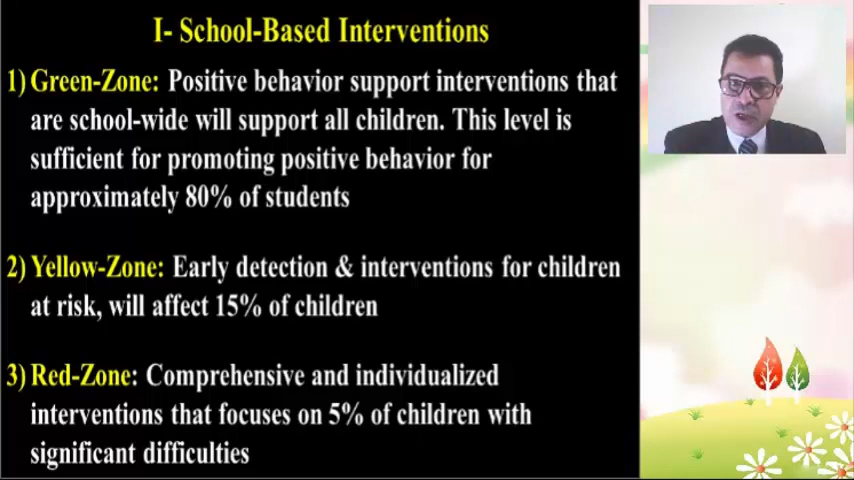 I- School-Based Interventions
1) Green-Zone: Positive behavior support interventions that
are school-wide will support all children. This level is
sufficient for promoting positive behavior for
approximately 80% of students
2) Yellow-Zone: Early detection & interventions for children
at risk, will affect 15% of children
3) Red-Zone: Comprehensive and individualized
interventions that focuses on 5% of children with
significant difficulties